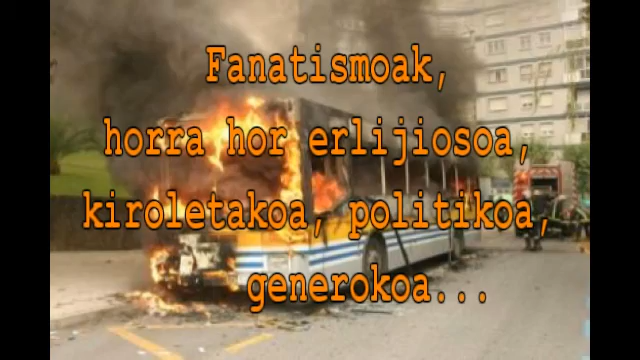 Fanatismoak,
horra hor erlijiosoa,
kiroletakoa, politikoa,
generokoa...